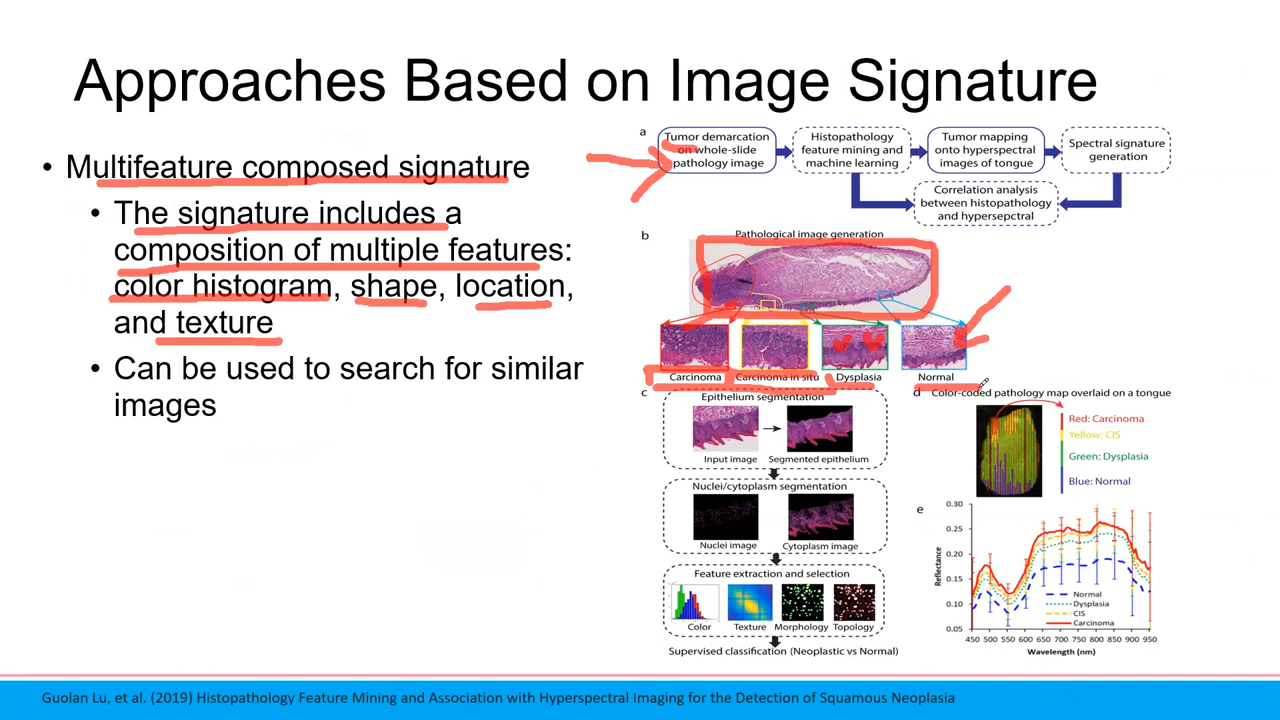 Approaches Based on Image Signature
• Multifeature composed signature
• The signature includes a
composition of multiple features:
color histogram, shape, location,
and texture
• Can be used to search for similar
images
a
Tumor demarcation
on whole-slide
pathology image
Histopathology
feature mining and
machine learning
Tumor mapping
onto hyperspectral
images of tongue
Spectral signature
generation
Correlation analysis
between histopathology
and hypersepctral
b
Pathological image generation
Carcinoma
Carcinoma in situ
Dysplasia
Normal
c
Epithelium segmentation
Input image
Segmented epithelium
Nuclei/cytoplasm segmentation
Nuclei image
Cytoplasm image
Feature extraction and selection
Color
Texture
Morphology
Topology
Supervised classification (Neoplastic vs Normal)
d
Color-coded pathology map overlaid on a tongue
Red: Carcinoma
Yellow: CIS
Green: Dysplasia
Blue: Normal
e
0.30
0.25
0.20
0.15
0.10
0.05
Reflectance
Normal
Dysplasia
CIS
Carcinoma
450 500 550 600 650 700 750 800 850 900 950
Wavelength (nm)
Guolan Lu, et al. (2019) Histopathology Feature Mining and Association with Hyperspectral Imaging for the Detection of Squamous Neoplasia